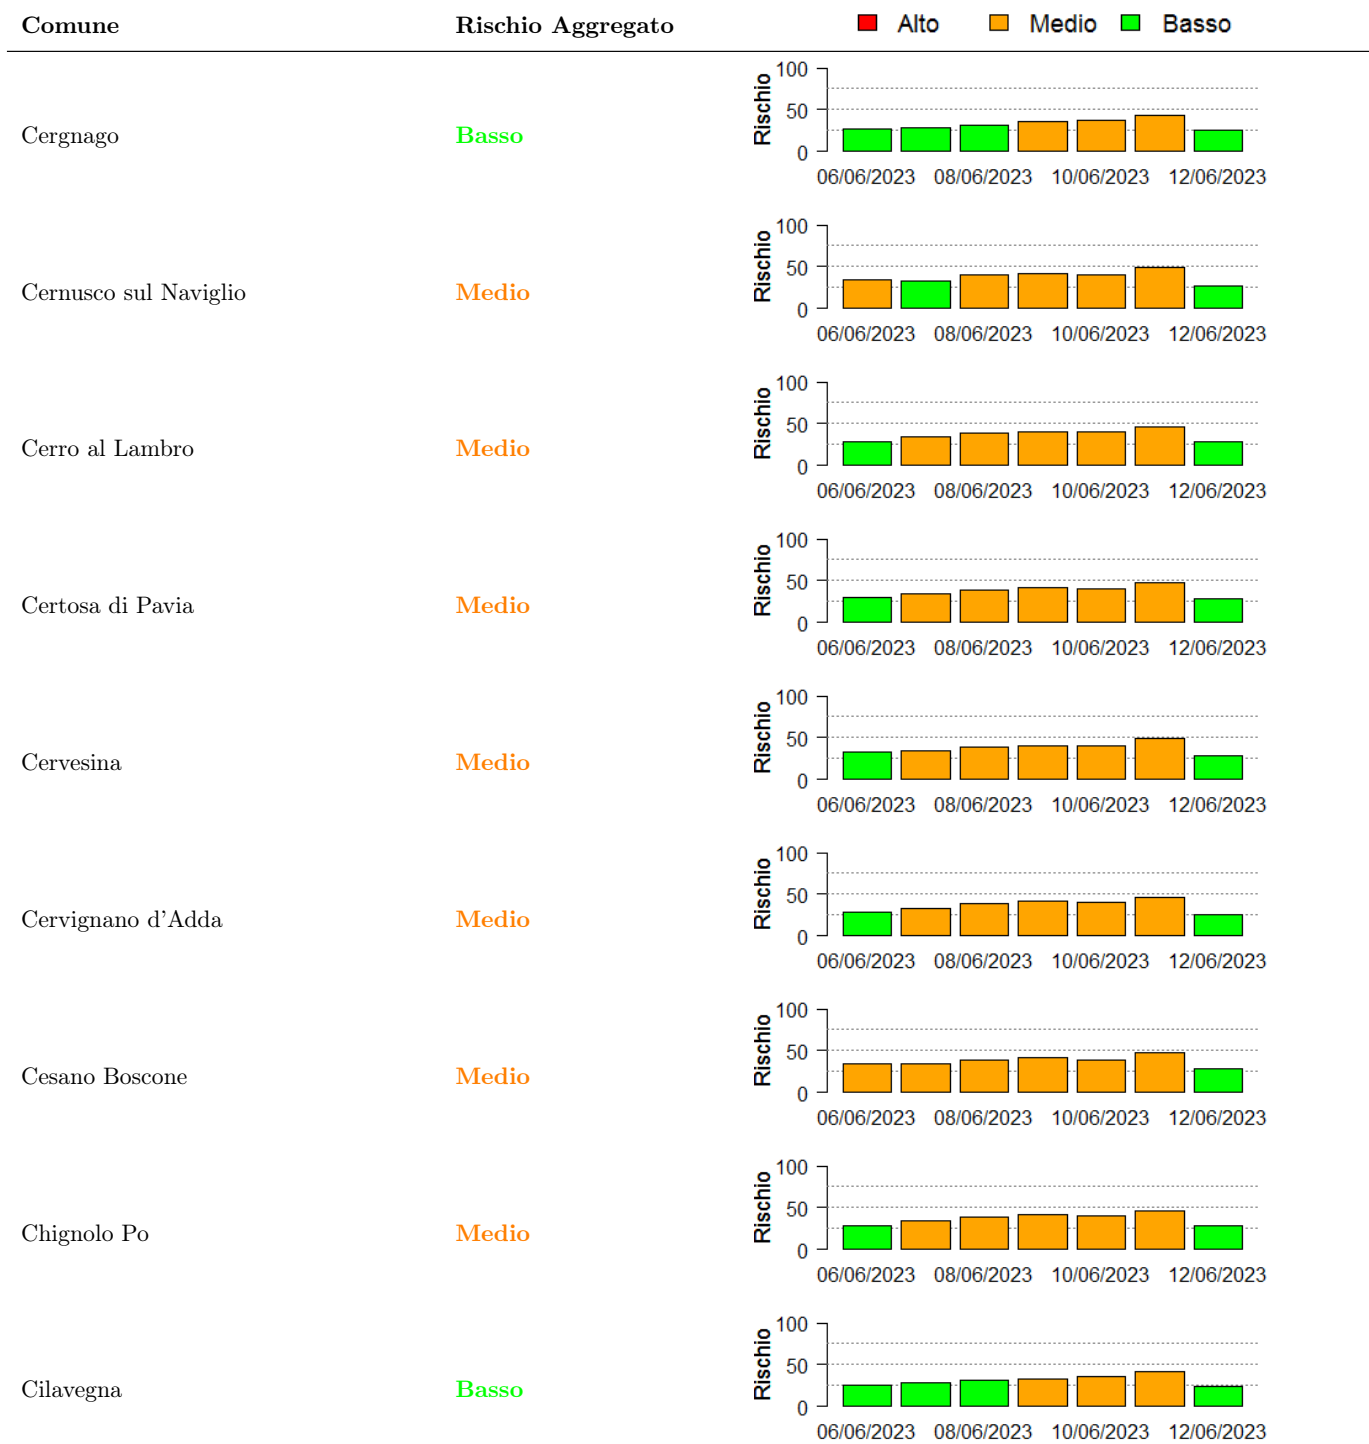 Comune Rischio Aggregato Alto Medio Basso
Cergnago Basso
Rischio
100
50
0
06/06/2023 08/06/2023 10/06/2023 12/06/2023
Cernusco sul Naviglio Medio
Rischio
100
50
0
06/06/2023 08/06/2023 10/06/2023 12/06/2023
Cerro al Lambro Medio
Rischio
100
50
0
06/06/2023 08/06/2023 10/06/2023 12/06/2023
Certosa di Pavia Medio
Rischio
100
50
0
06/06/2023 08/06/2023 10/06/2023 12/06/2023
Cervesina Medio
Rischio
100
50
0
06/06/2023 08/06/2023 10/06/2023 12/06/2023
Cervignano d'Adda Medio
Rischio
100
50
0
06/06/2023 08/06/2023 10/06/2023 12/06/2023
Cesano Boscone Medio
Rischio
100
50
0
06/06/2023 08/06/2023 10/06/2023 12/06/2023
Chignolo Po Medio
Rischio
100
50
0
06/06/2023 08/06/2023 10/06/2023 12/06/2023
Cilavegna Basso
Rischio
100
50
0
06/06/2023 08/06/2023 10/06/2023 12/06/2023